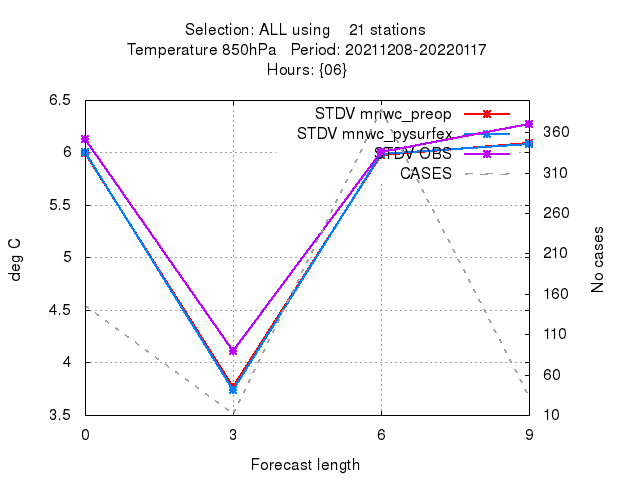 Selection: ALL using 21 stations
Temperature 850hPa Period: 20211208-20220117
Hours: {06}
STDV mnwc_preop
STDV mnwc_pysurfex
STDV OBS
CASES
6.5
6
5.5
5
4.5
4
3.5
360
310
260
210
160
110
60
10
deg C
No cases
0 3 6 9
Forecast length